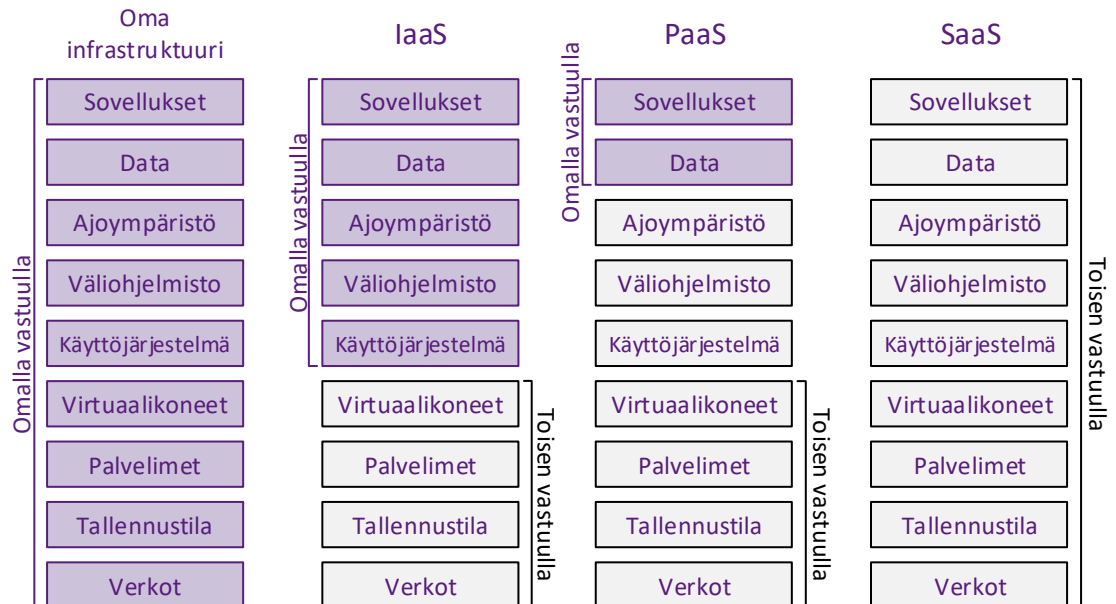 Oma
infrastruktuuri
Omalla vastuulla
Sovellukset
Data
Ajoympäristö
Väliohjelmisto
Käyttöjärjestelmä
Virtuaalikoneet
Palvelimet
Tallennustila
Verkot
IaaS
Omalla vastuulla
Sovellukset
Data
Ajoympäristö
Väliohjelmisto
Käyttöjärjestelmä
Virtuaalikoneet
Palvelimet
Tallennustila
Verkot
Toisen vastuulla
PaaS
Omalla vastuulla
Sovellukset
Data
Ajoympäristö
Väliohjelmisto
Käyttöjärjestelmä
Virtuaalikoneet
Palvelimet
Tallennustila
Verkot
Toisen vastuulla
SaaS
Sovellukset
Data
Ajoympäristö
Väliohjelmisto
Käyttöjärjestelmä
Virtuaalikoneet
Palvelimet
Tallennustila
Verkot
Toisen vastuulla